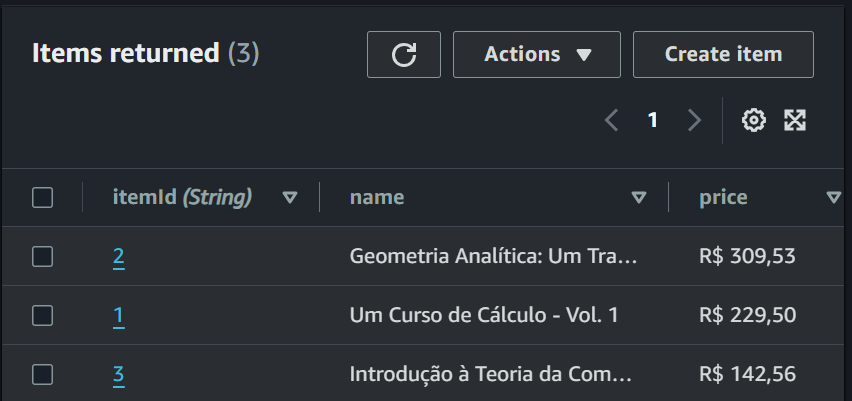 Items returned (3) Actions Create item
1
itemId (String) name price
2 Geometria Analítica: Um Tra... R$ 309,53
1 Um Curso de Cálculo - Vol. 1 R$ 229,50
3 Introdução à Teoria da Com... R$ 142,56